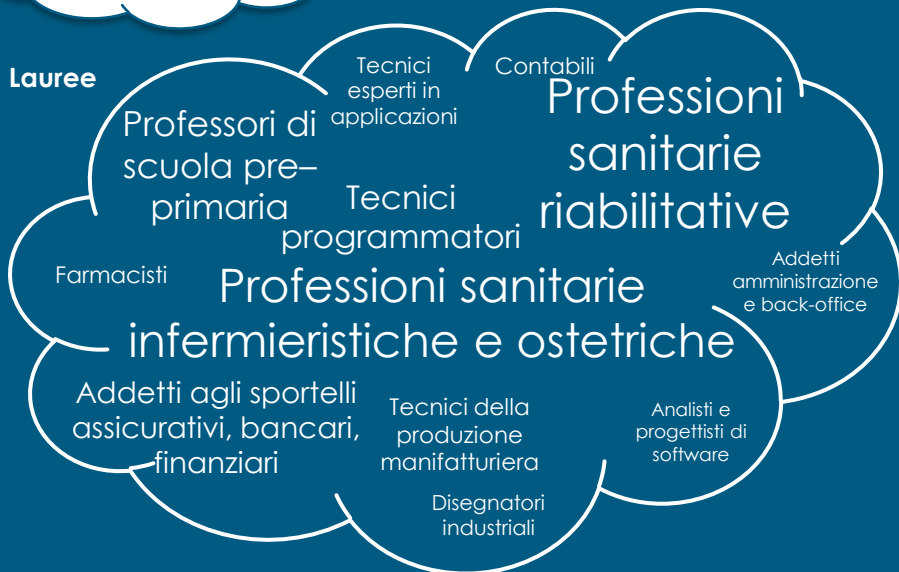 Lauree
Tecnici
esperti in
applicazioni
Contabili
Professioni
sanitarie
riabilitative
Professori di
scuola pre–
primaria
Tecnici
programmatori
Farmacisti
Addetti
amministrazione
e back-office
Professioni sanitarie
infermieristiche e ostetriche
Addetti agli sportelli
assicurativi, bancari,
finanziari
Tecnici della
produzione
manifatturiera
Analisti e
progettisti di
software
Disegnatori
industriali